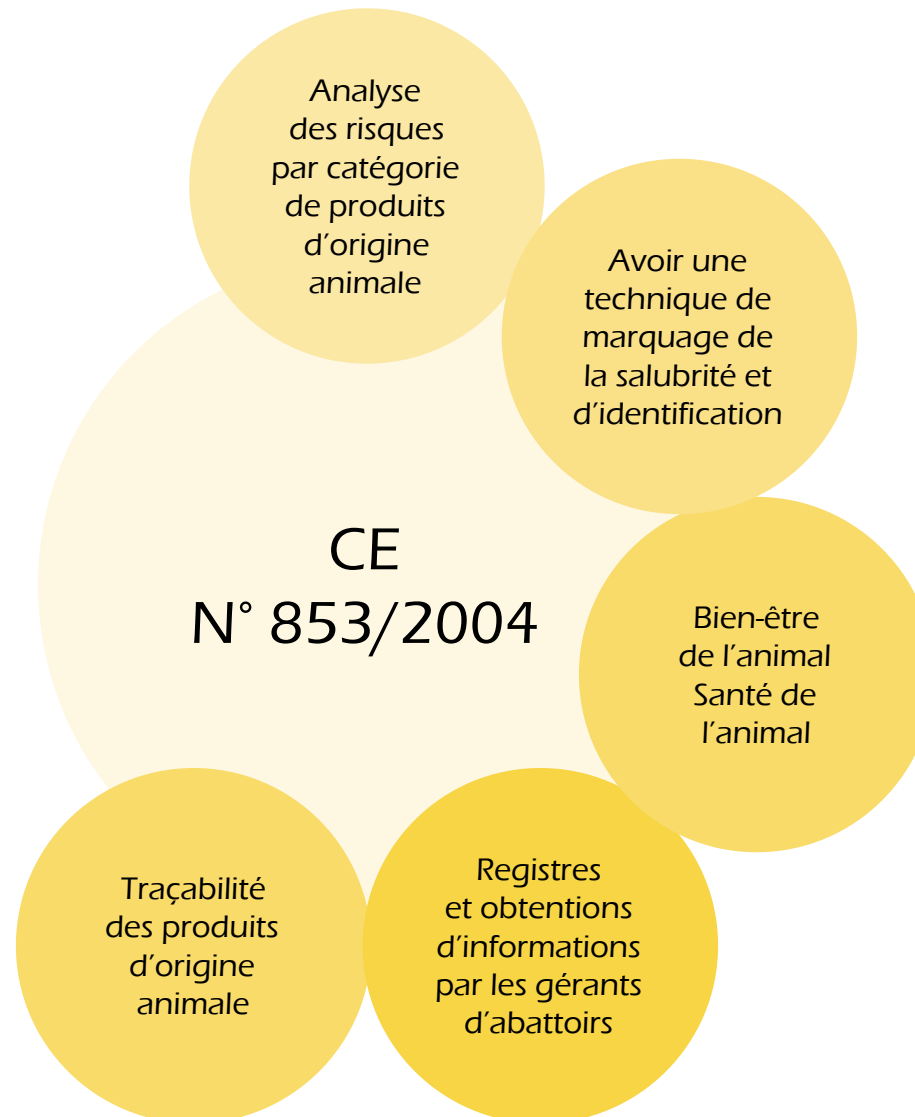 Analyse
des risques
par catégorie
de produits
d'origine
animale
Avoir une
technique de
marquage de
la salubrité et
d'identification
CE
N° 853/2004
Bien-être
de l'animal
Santé de
l'animal
Registres
et obtentions
d'informations
par les gérants
d'abattoirs
Traçabilité
des produits
d'origine
animale